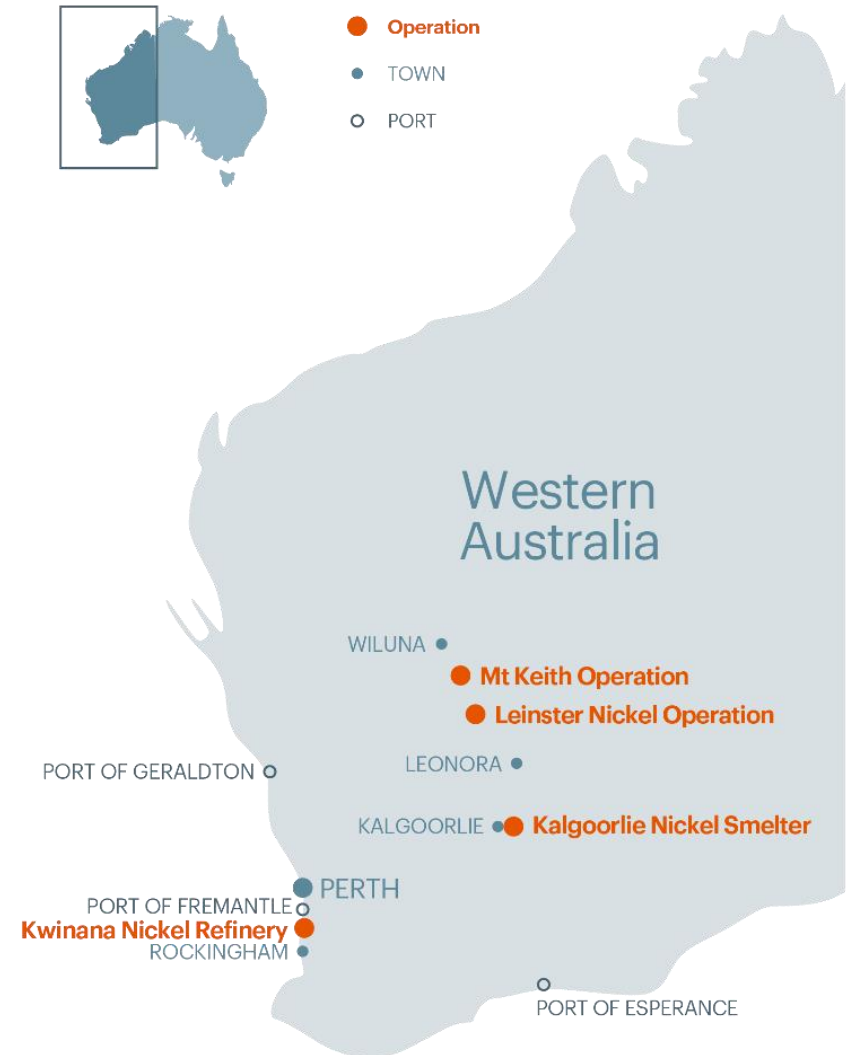 Operation
TOWN
PORT
Western
Australia
WILUNA
Mt Keith Operation
Leinster Nickel Operation
PORT OF GERALDTON
LEONORA
KALGOORLIE
Kalgoorlie Nickel Smelter
PERTH
PORT OF FREMANTLE
Kwinana Nickel Refinery
ROCKINGHAM
PORT OF ESPERANCE